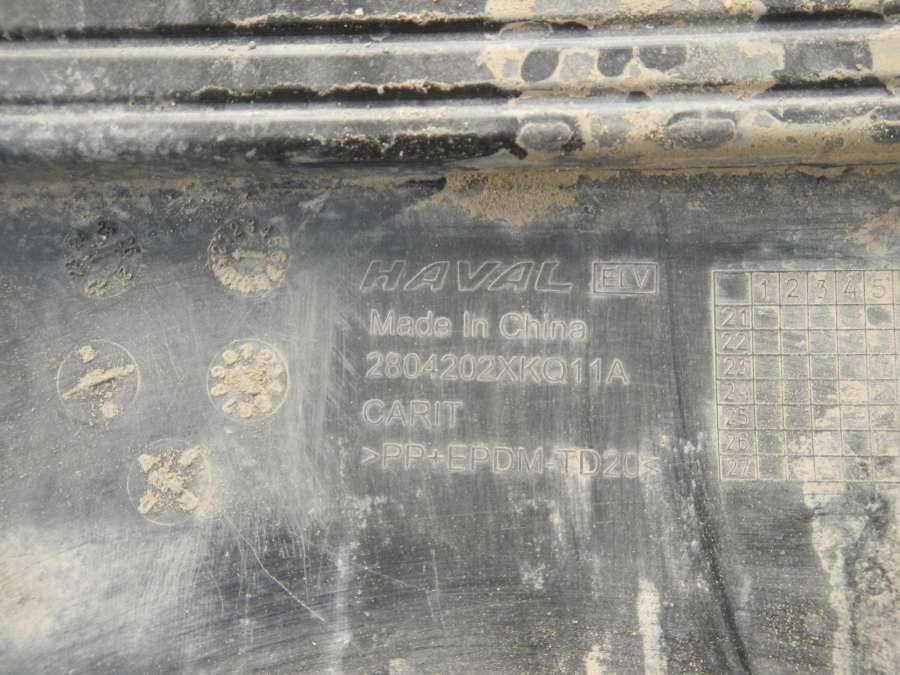 HAVAL ELV
Made In China
2804202XKQ11A
CARIT
>PP+EPDM-TD20<
1 2 3 4 5
21
22
23
25
26
27